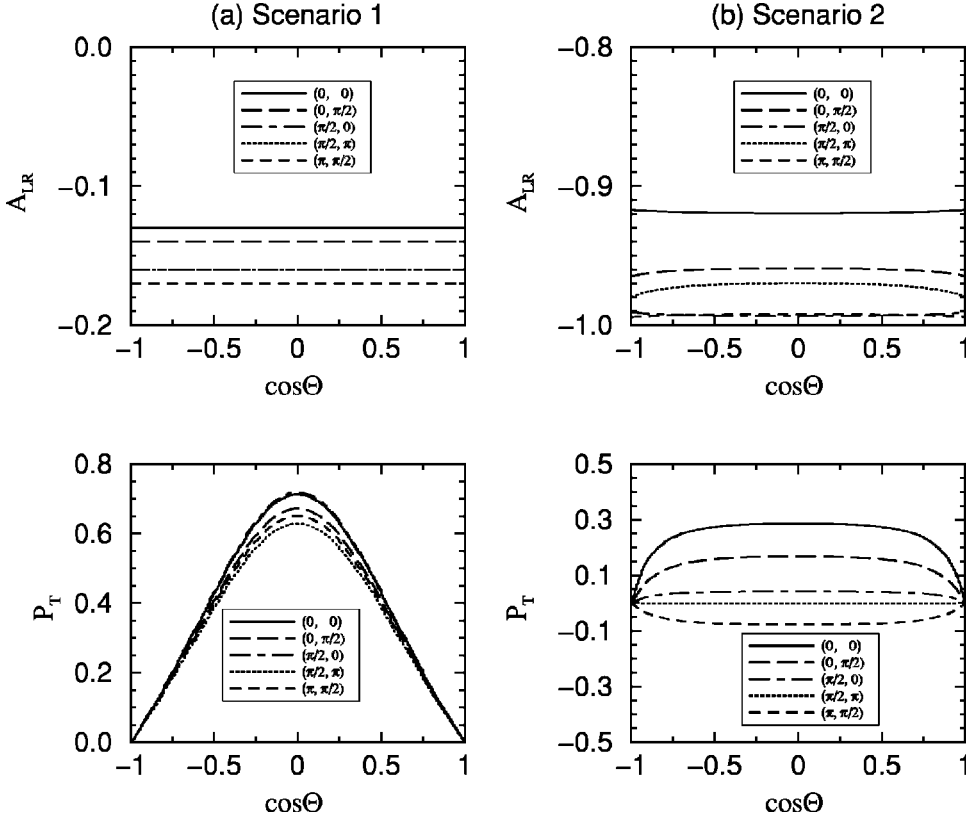 (a) Scenario 1
(b) Scenario 2
0.0
−0.1
−0.2
A_LR
(0, 0)
(0, π/2)
(π/2, 0)
(π/2, π)
(π, π/2)
−1 −0.5 0 0.5 1
cosΘ
−0.8
−0.9
−1.0
A_LR
(0, 0)
(0, π/2)
(π/2, 0)
(π/2, π)
(π, π/2)
−1 −0.5 0 0.5 1
cosΘ
0.8
0.6
0.4
0.2
0.0
P_T
(0, 0)
(0, π/2)
(π/2, 0)
(π/2, π)
(π, π/2)
−1 −0.5 0 0.5 1
cosΘ
0.5
0.3
0.1
−0.1
−0.3
−0.5
P_T
(0, 0)
(0, π/2)
(π/2, 0)
(π/2, π)
(π, π/2)
−1 −0.5 0 0.5 1
cosΘ